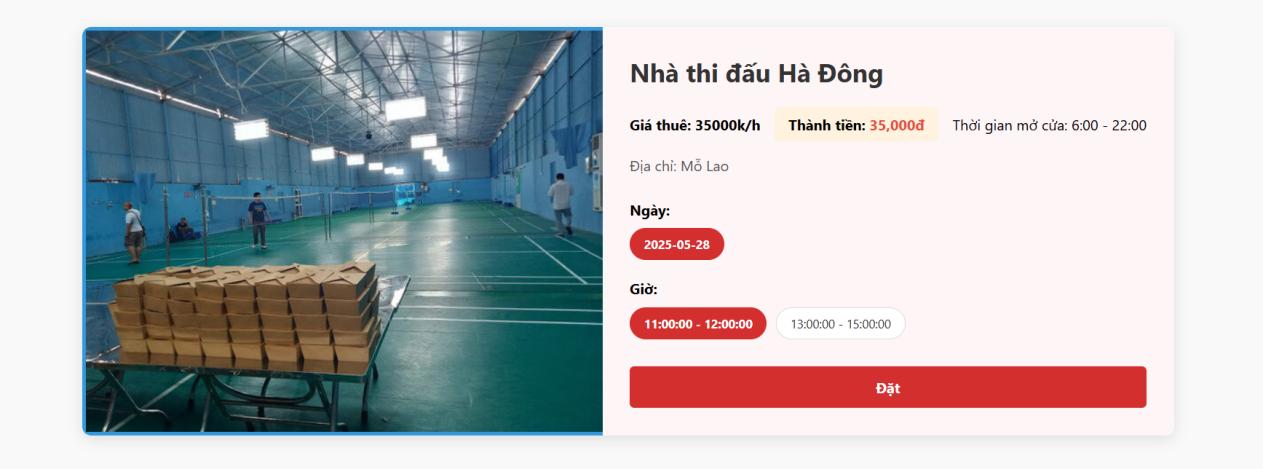 Nhà thi đấu Hà Đông
Giá thuê: 35000k/h Thành tiền: 35,000đ Thời gian mở cửa: 6:00 - 22:00
Địa chỉ: Mỗ Lao
Ngày:
2025-05-28
Giờ:
11:00:00 - 12:00:00 13:00:00 - 15:00:00
Đặt